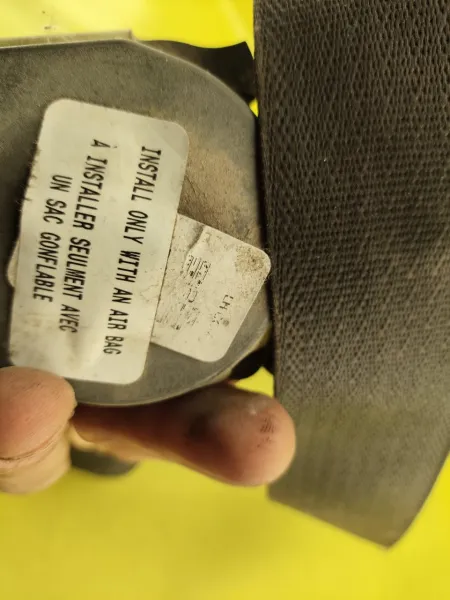 INSTALL ONLY WITH AN AIR BAG
A INSTALLER SEULMENT AVEC
UN SAC GONFLABLE